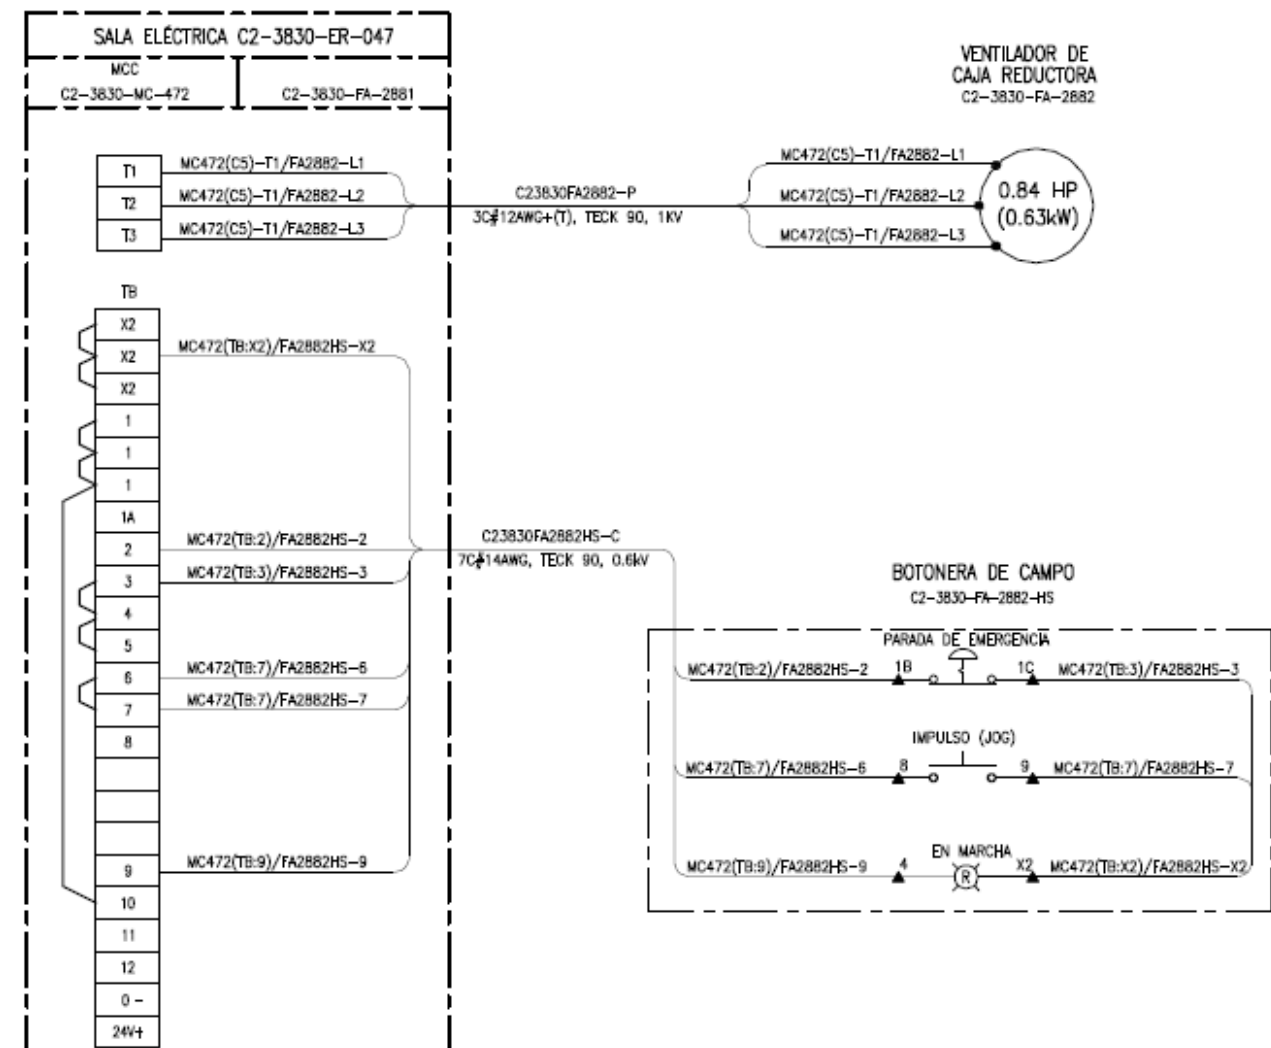 SALA ELÉCTRICA C2-3830-ER-047
MCC
C2-3830-MC-472
C2-3830-FA-2881
VENTILADOR DE
CAJA REDUCTORA
C2-3830-FA-2882
T1
MC472(C5)-T1/FA2882-L1
T2
MC472(C5)-T1/FA2882-L2
T3
MC472(C5)-T1/FA2882-L3
C23830FA2882-P
3C#12AWG+(T), TECK 90, 1KV
MC472(C5)-T1/FA2882-L1
MC472(C5)-T1/FA2882-L2
MC472(C5)-T1/FA2882-L3
0.84 HP
(0.63kW)
TB
X2
X2
MC472(TB:X2)/FA2882HS-X2
X2
1
1
1
1A
2
MC472(TB:2)/FA2882HS-2
3
MC472(TB:3)/FA2882HS-3
4
5
6
MC472(TB:7)/FA2882HS-6
7
MC472(TB:7)/FA2882HS-7
8
9
MC472(TB:9)/FA2882HS-9
10
11
12
0 -
24V+
C23830FA2882HS-C
7C#14AWG, TECK 90, 0.6kV
BOTONERA DE CAMPO
C2-3830-FA-2882-HS
PARADA DE EMERGENCIA
MC472(TB:2)/FA2882HS-2
1B
1C
MC472(TB:3)/FA2882HS-3
IMPULSO (JOG)
MC472(TB:7)/FA2882HS-6
8
9
MC472(TB:7)/FA2882HS-7
EN MARCHA
MC472(TB:9)/FA2882HS-9
4
R
X2
MC472(TB:X2)/FA2882HS-X2